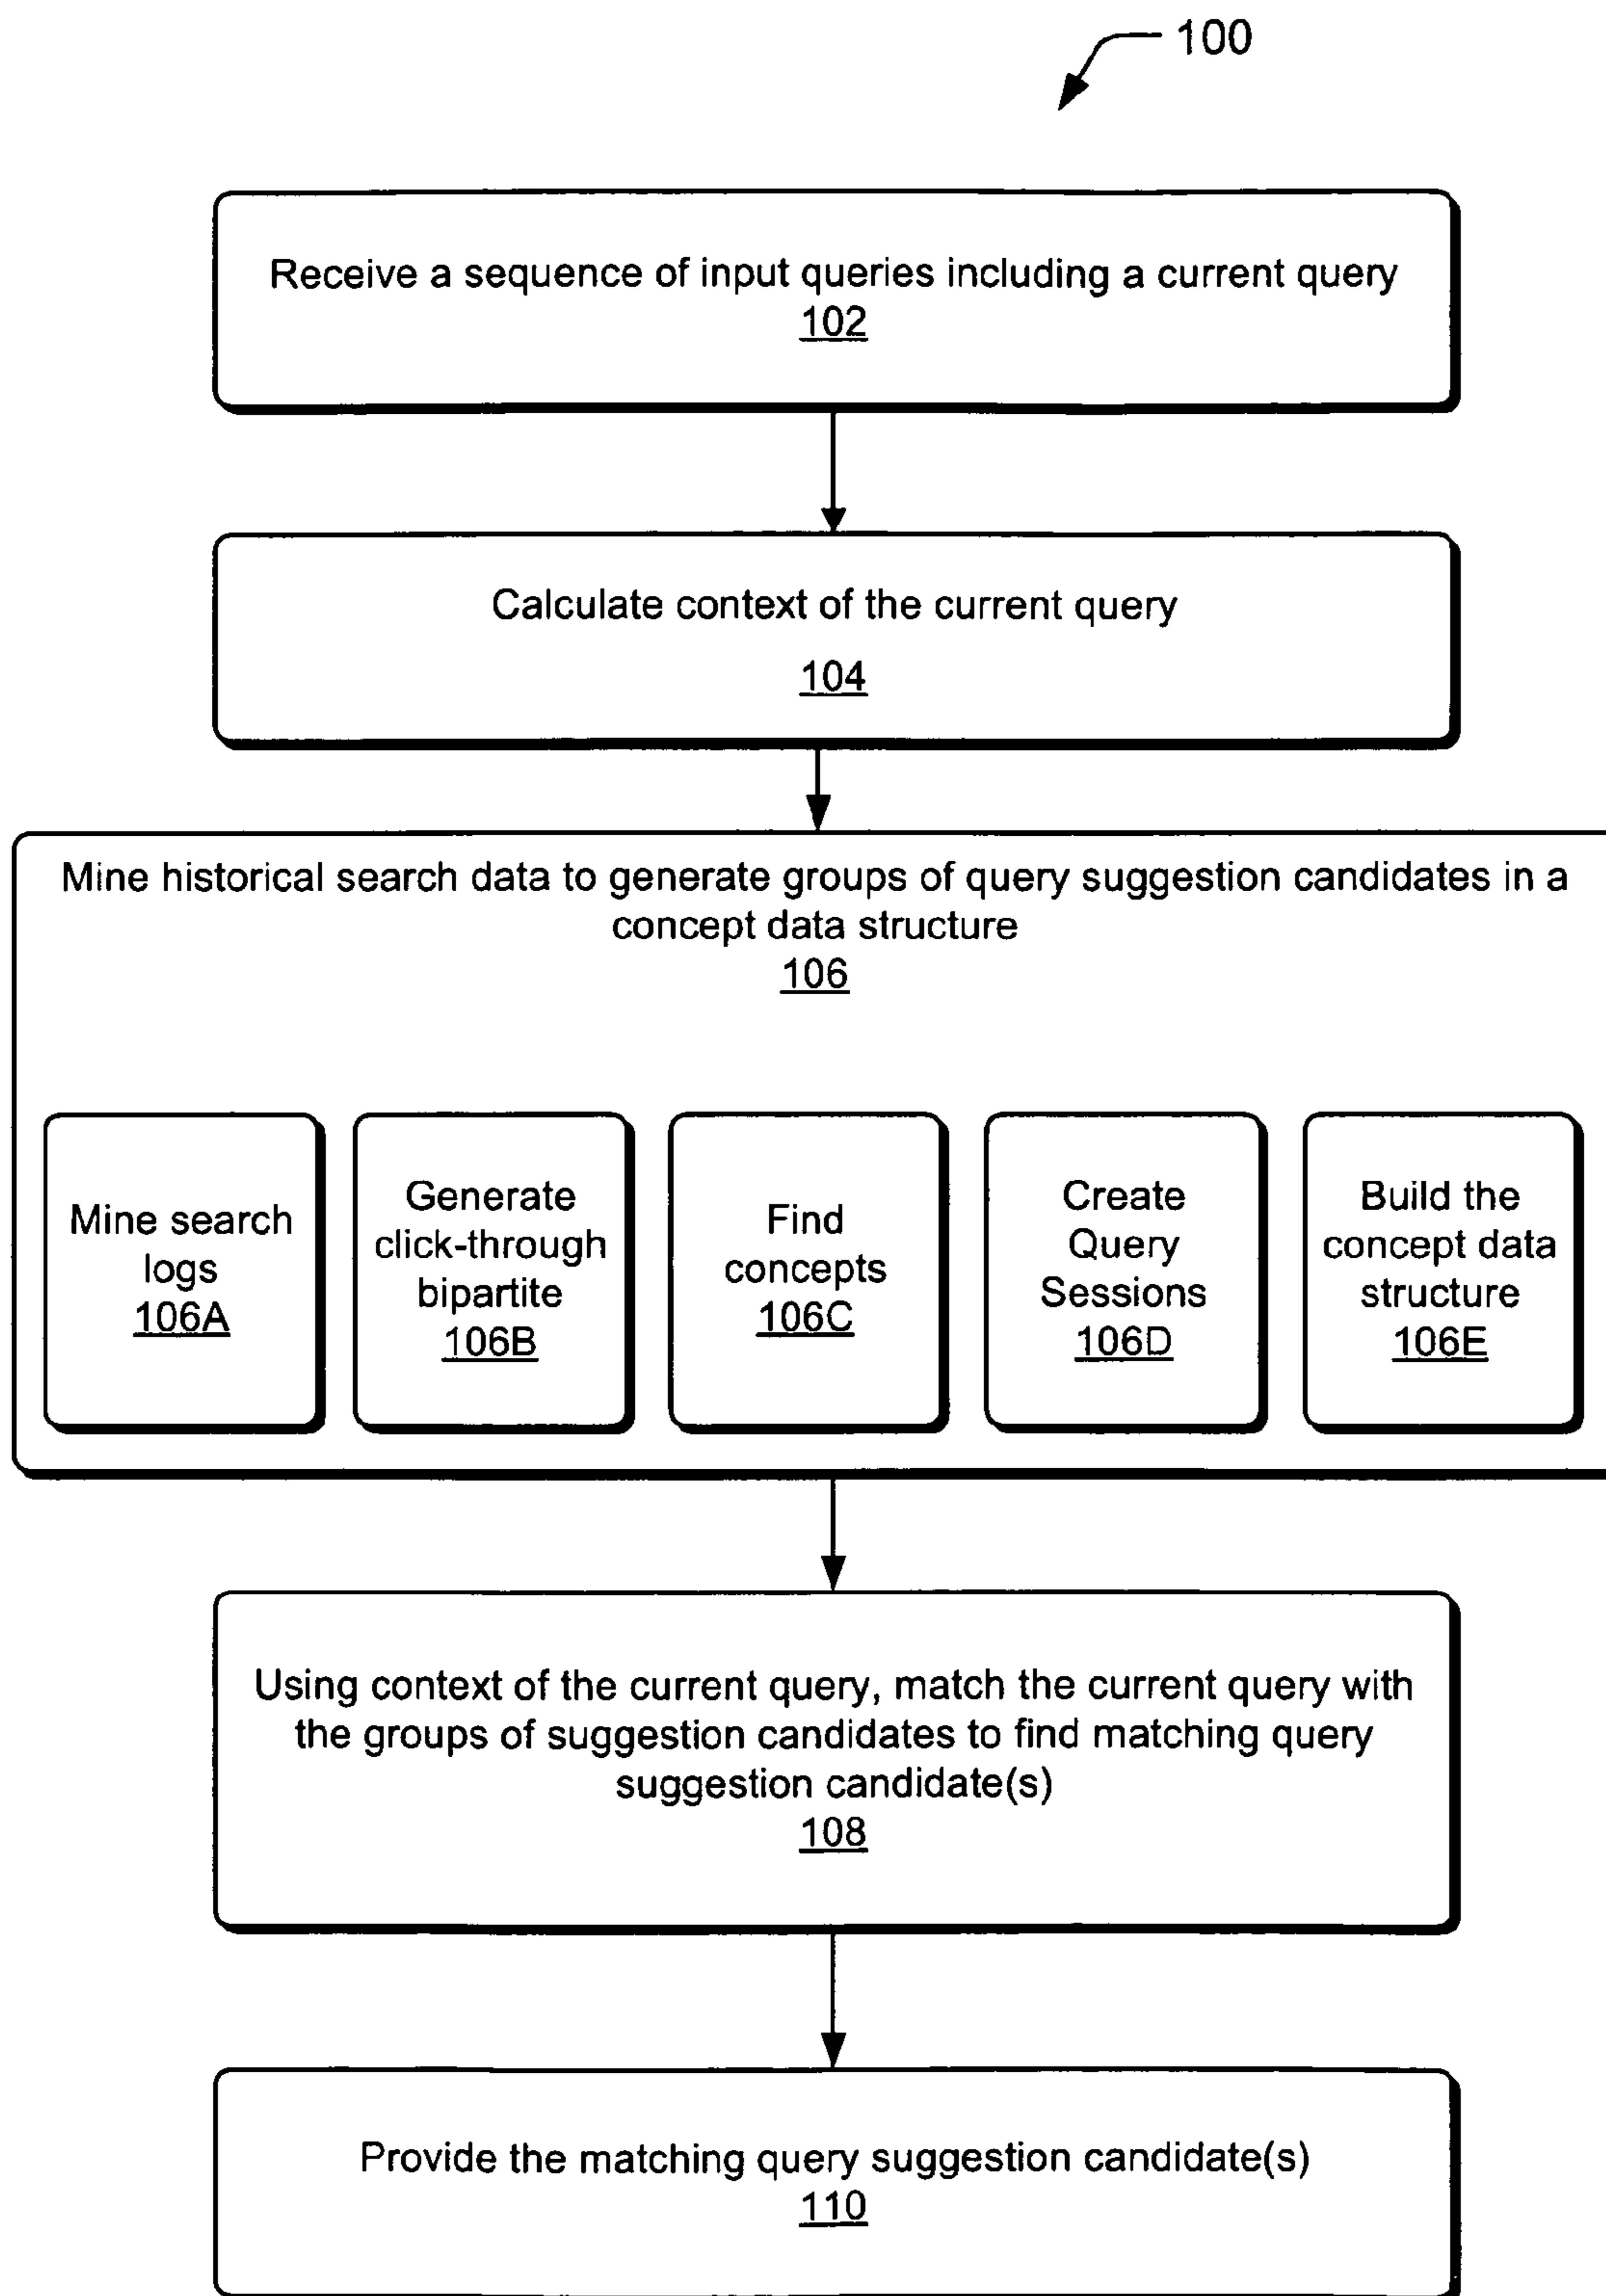 100
Receive a sequence of input queries including a current query
102
Calculate context of the current query
104
Mine historical search data to generate groups of query suggestion candidates in a
concept data structure
106
Mine search
logs
106A
Generate
click-through
bipartite
106B
Find
concepts
106C
Create
Query
Sessions
106D
Build the
concept data
structure
106E
Using context of the current query, match the current query with
the groups of suggestion candidates to find matching query
suggestion candidate(s)
108
Provide the matching query suggestion candidate(s)
110